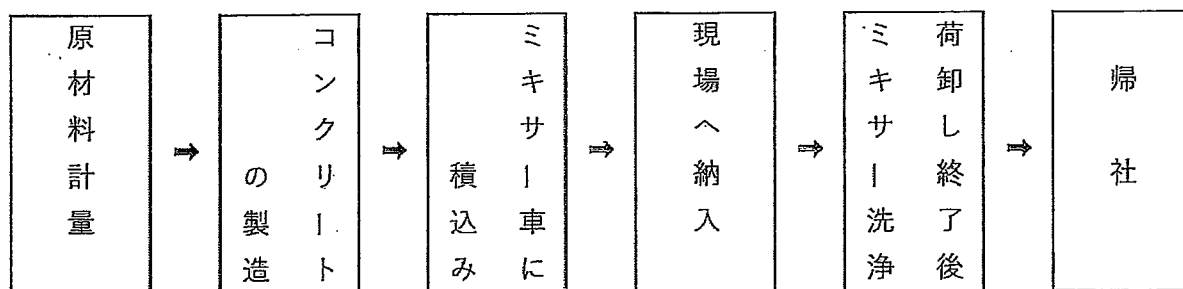 原材料計量
⇒
コンクリート
の製造
⇒
ミキサー車に
積込み
⇒
現場へ納入
⇒
荷卸し終了後
ミキサー洗浄
⇒
帰社